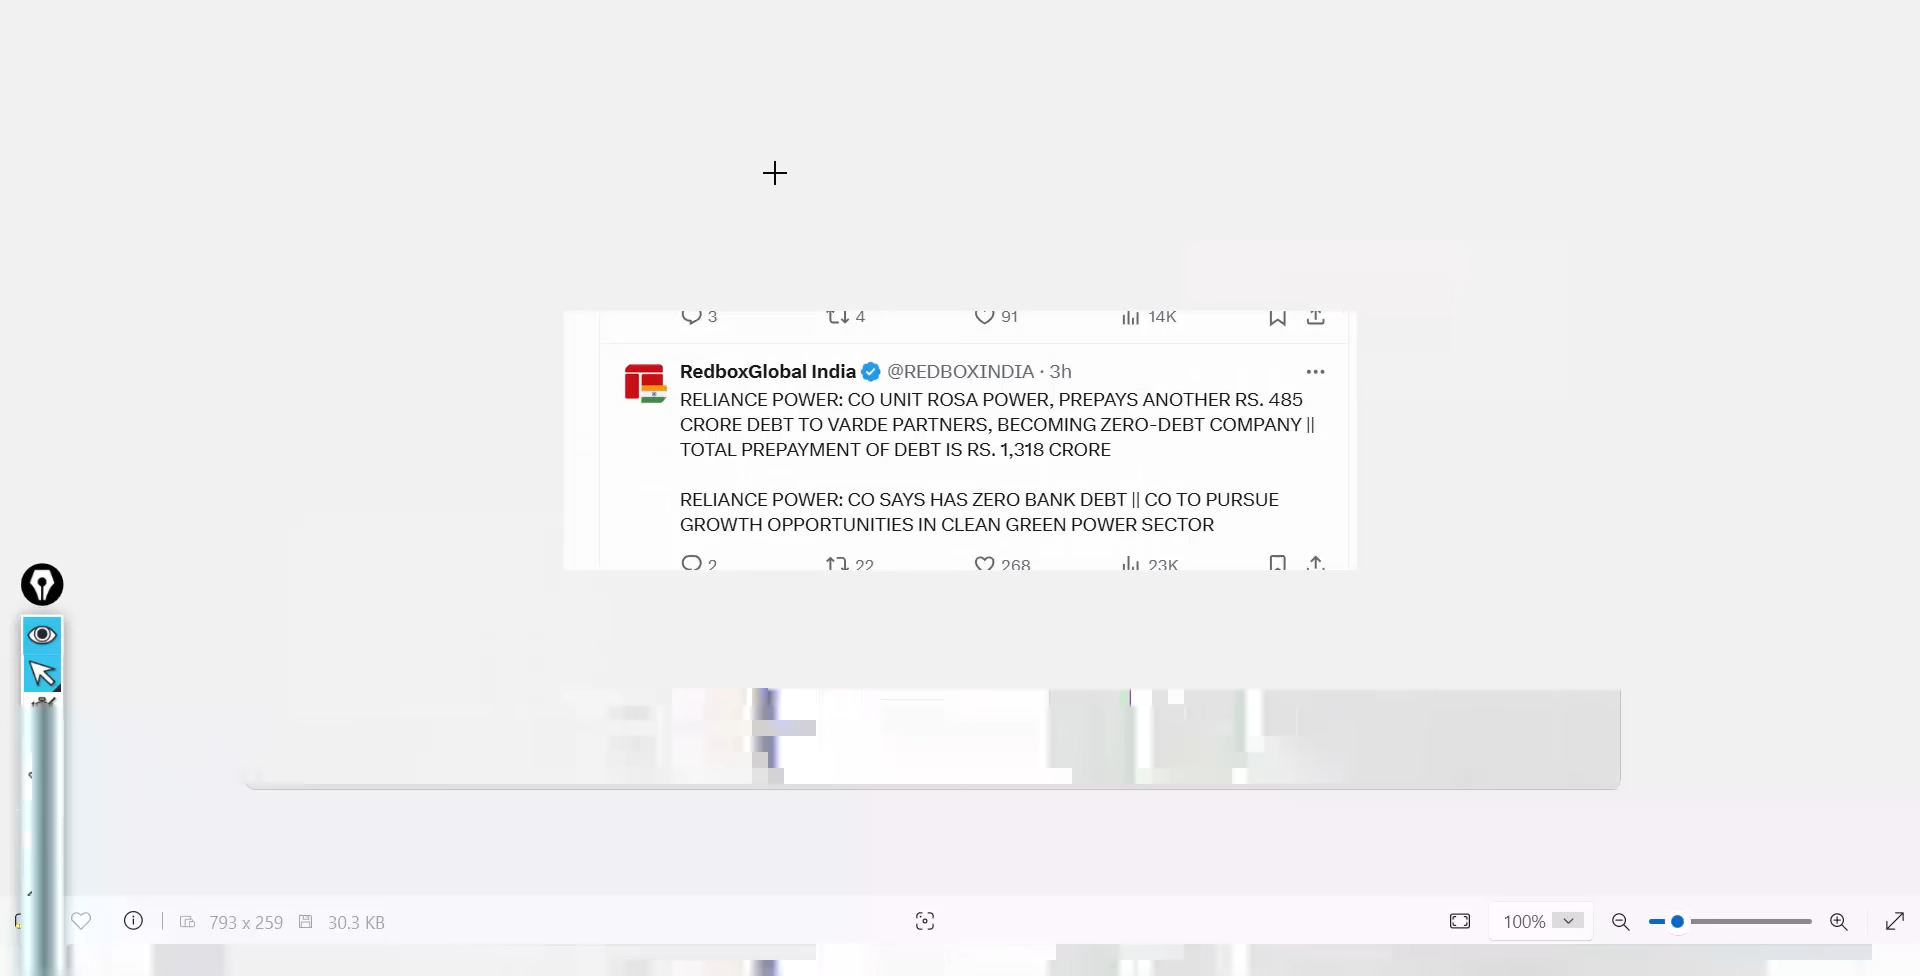 3 4 91 14K
RedboxGlobal India @REDBOXINDIA · 3h
RELIANCE POWER: CO UNIT ROSA POWER, PREPAYS ANOTHER RS. 485
CRORE DEBT TO VARDE PARTNERS, BECOMING ZERO-DEBT COMPANY ||
TOTAL PREPAYMENT OF DEBT IS RS. 1,318 CRORE
RELIANCE POWER: CO SAYS HAS ZERO BANK DEBT || CO TO PURSUE
GROWTH OPPORTUNITIES IN CLEAN GREEN POWER SECTOR
2 22 268 23K
793 x 259 30.3 KB 100%